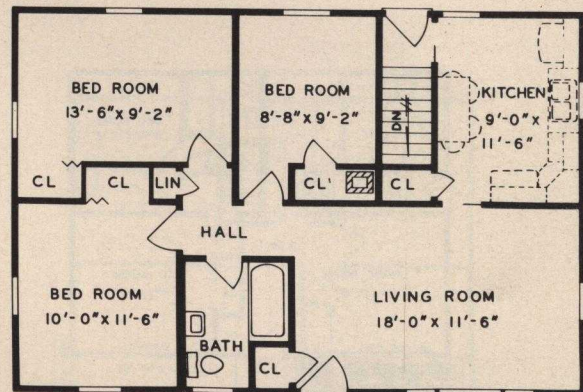 BED ROOM
13'-6" x 9'-2"
BED ROOM
8'-8" x 9'-2"
DN
KITCHEN
9'-0" x
11'-6"
CL
CL
LIN
CL
CL
HALL
BED ROOM
10'-0" x 11'-6"
LIVING ROOM
18'-0" x 11'-6"
BATH
CL